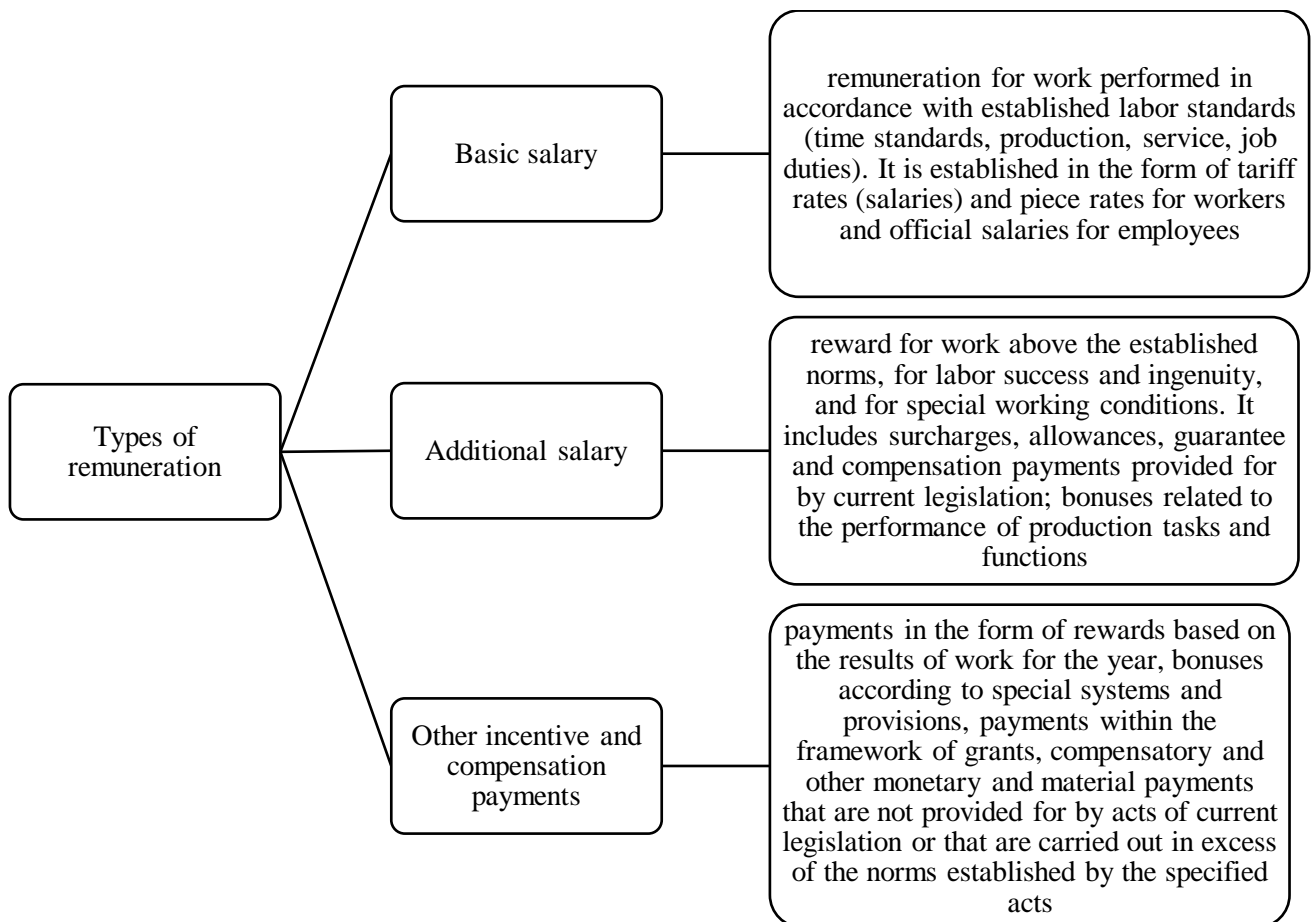 Types of
remuneration
Basic salary
remuneration for work performed in
accordance with established labor standards
(time standards, production, service, job
duties). It is established in the form of tariff
rates (salaries) and piece rates for workers
and official salaries for employees
Additional salary
reward for work above the established
norms, for labor success and ingenuity,
and for special working conditions. It
includes surcharges, allowances, guarantee
and compensation payments provided for
by current legislation; bonuses related to
the performance of production tasks and
functions
Other incentive and
compensation
payments
payments in the form of rewards based on
the results of work for the year, bonuses
according to special systems and
provisions, payments within the
framework of grants, compensatory and
other monetary and material payments
that are not provided for by acts of current
legislation or that are carried out in excess
of the norms established by the specified
acts